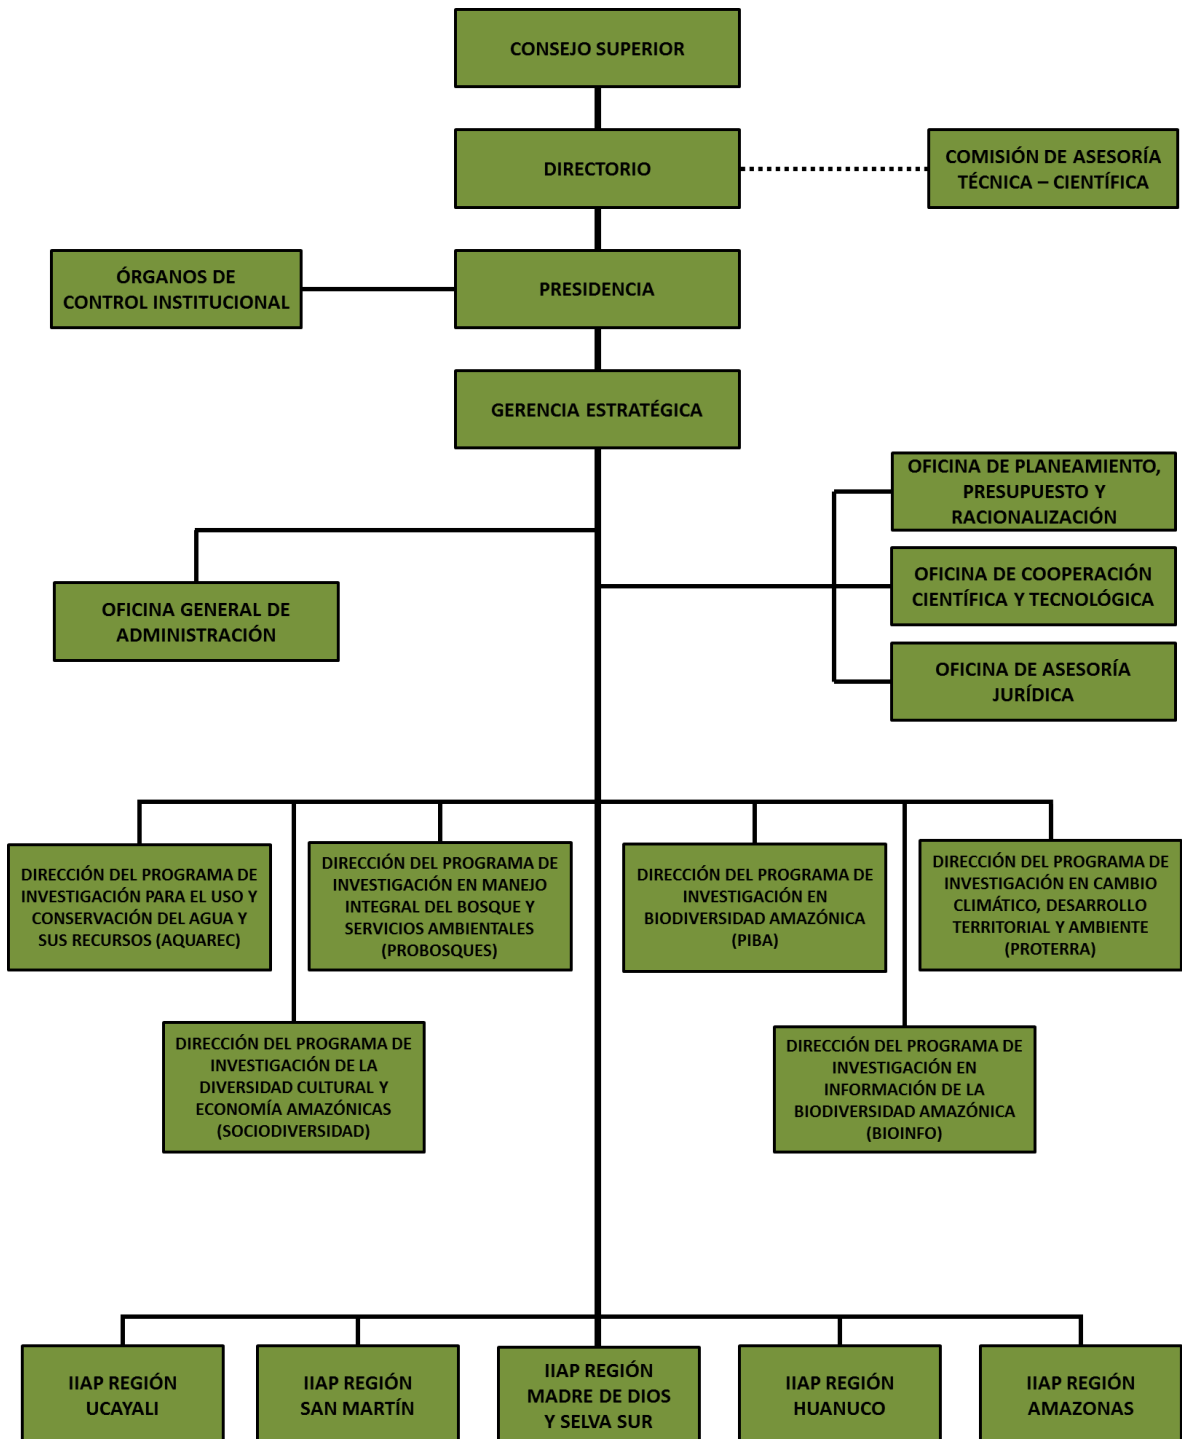 CONSEJO SUPERIOR
DIRECTORIO
COMISIÓN DE ASESORÍA
TÉCNICA – CIENTÍFICA
ÓRGANOS DE
CONTROL INSTITUCIONAL
PRESIDENCIA
GERENCIA ESTRATÉGICA
OFICINA DE PLANEAMIENTO,
PRESUPUESTO Y
RACIONALIZACIÓN
OFICINA DE COOPERACIÓN
CIENTÍFICA Y TECNOLÓGICA
OFICINA GENERAL DE
ADMINISTRACIÓN
OFICINA DE ASESORÍA
JURÍDICA
DIRECCIÓN DEL PROGRAMA DE
INVESTIGACIÓN PARA EL USO Y
CONSERVACIÓN DEL AGUA Y
SUS RECURSOS (AQUAREC)
DIRECCIÓN DEL PROGRAMA DE
INVESTIGACIÓN EN MANEJO
INTEGRAL DEL BOSQUE Y
SERVICIOS AMBIENTALES
(PROBOSQUES)
DIRECCIÓN DEL PROGRAMA DE
INVESTIGACIÓN EN
BIODIVERSIDAD AMAZÓNICA
(PIBA)
DIRECCIÓN DEL PROGRAMA DE
INVESTIGACIÓN EN CAMBIO
CLIMÁTICO, DESARROLLO
TERRITORIAL Y AMBIENTE
(PROTERRA)
DIRECCIÓN DEL PROGRAMA DE
INVESTIGACIÓN DE LA
DIVERSIDAD CULTURAL Y
ECONOMÍA AMAZÓNICAS
(SOCIODIVERSIDAD)
DIRECCIÓN DEL PROGRAMA DE
INVESTIGACIÓN EN
INFORMACIÓN DE LA
BIODIVERSIDAD AMAZÓNICA
(BIOINFO)
IIAP REGIÓN
UCAYALI
IIAP REGIÓN
SAN MARTÍN
IIAP REGIÓN
MADRE DE DIOS
Y SELVA SUR
IIAP REGIÓN
HUANUCO
IIAP REGIÓN
AMAZONAS